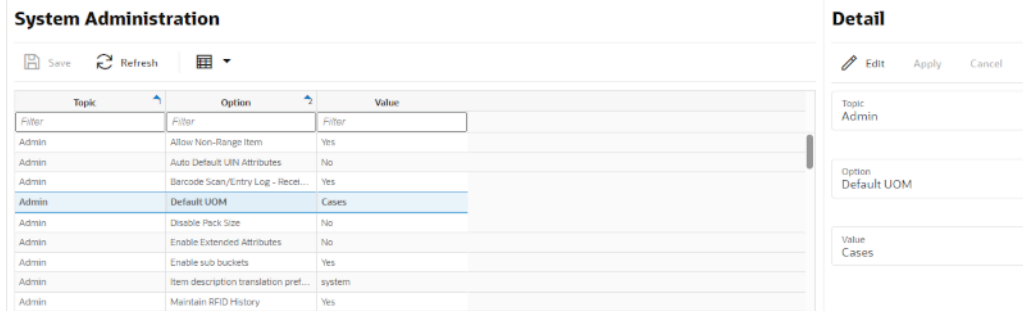 System Administration
Save Refresh
Topic 1 Option 2 Value
Filter Filter Filter
Admin Allow Non-Range Item Yes
Admin Auto Default UIN Attributes No
Admin Barcode Scan/Entry Log - Recei... Yes
Admin Default UOM Cases
Admin Disable Pack Size No
Admin Enable Extended Attributes No
Admin Enable sub buckets Yes
Admin Item description translation pref... system
Admin Maintain RFID History Yes
Detail
Edit Apply Cancel
Topic
Admin
Option
Default UOM
Value
Cases